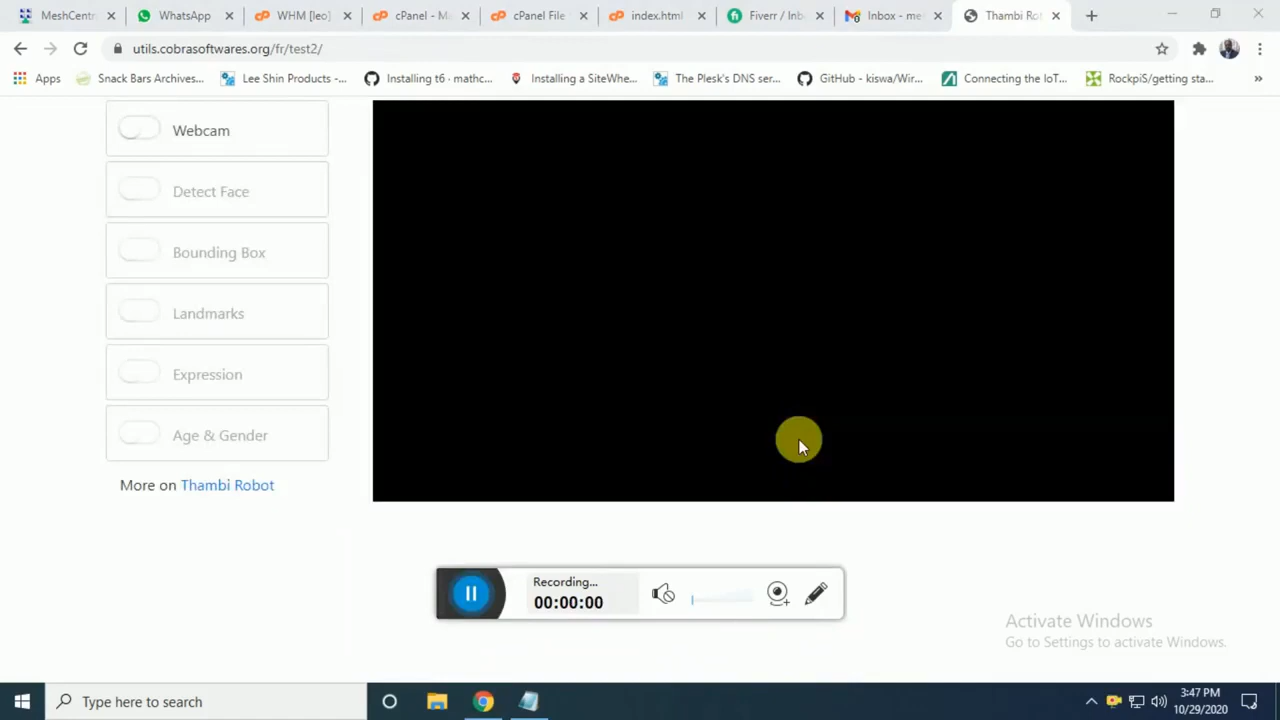 MeshCentr
WhatsApp
WHM [leo]
cPanel - M
cPanel File
index.html
Fiverr / Inb
Inbox - me
Thambi Ro
utils.cobrasoftwares.org/fr/test2/
Apps
Snack Bars Archives...
Lee Shin Products -...
Installing t6 · mathc...
Installing a SiteWhe...
The Plesk's DNS ser...
GitHub - kiswa/Wir...
Connecting the IoT...
RockpiS/getting sta...
»
Webcam
Detect Face
Bounding Box
Landmarks
Expression
Age & Gender
More on Thambi Robot
Recording...
00:00:00
Activate Windows
Go to Settings to activate Windows.
Type here to search
3:47 PM
10/29/2020